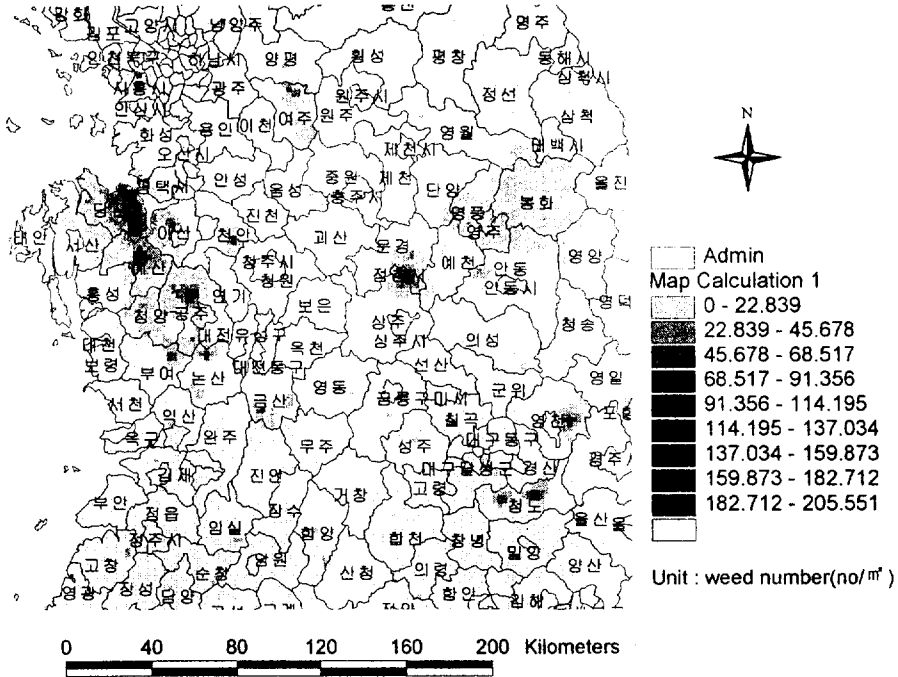 강화
김포 고양시 남양주 영주
하남시 양평 횡성 평창 동해시
삼척시
시흥시 광주 원주시 정선
안산시 여주 원주 삼척
화성 용인 이천 영월
오산시 제천시 태백시
평택시 안성 음성 중원 제천 단양 울진
충주시 봉화
진천 영풍
태안 서산 아산 천안 괴산 영주
문경
예산 청주시 예천 안동 영양
청원 안동시
홍성 연기 보은 영덕
청양 공주 상주 청송
대전유성구 상주시 의성
대천 옥천
보령 부여 논산 대전동구 선산 영일
영동 군위
서천 금산 칠곡
익산 완주 무주 성주 대구동구
옥구 경주
김제 진안 고령 경산
부안 거창 청도
정읍 임실 장수 함양 합천 창녕 울산
정주시 밀양
고창 순창 남원 산청 의령 양산
영광 장성 담양 함안 김해
N
Admin
Map Calculation 1
0 - 22.839
22.839 - 45.678
45.678 - 68.517
68.517 - 91.356
91.356 - 114.195
114.195 - 137.034
137.034 - 159.873
159.873 - 182.712
182.712 - 205.551
Unit : weed number(no/㎡)
0 40 80 120 160 200 Kilometers